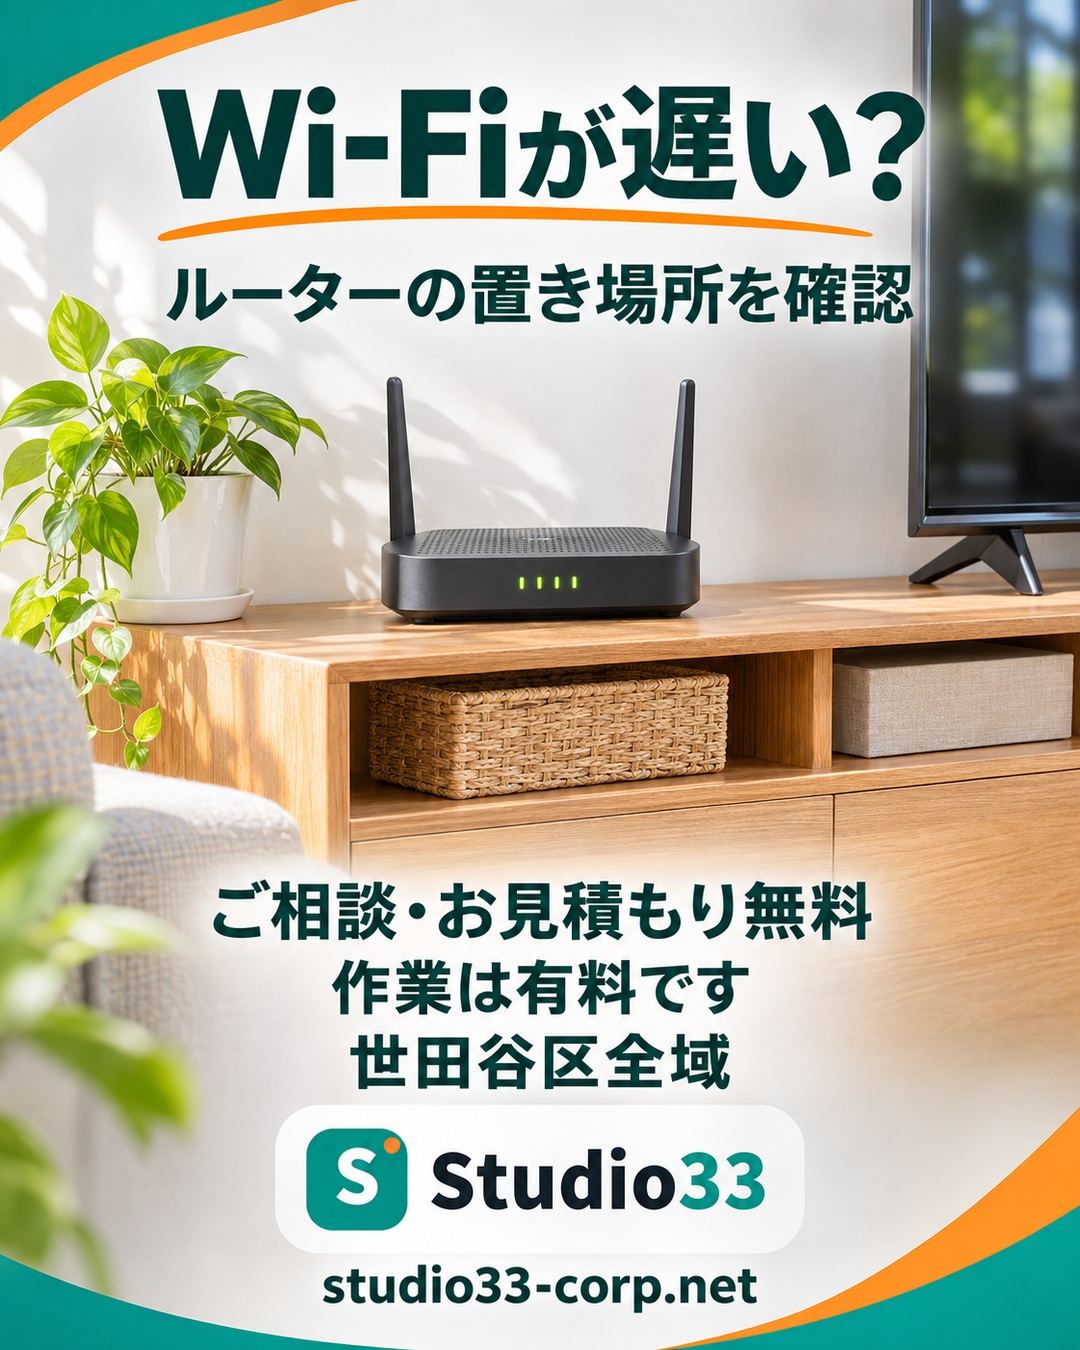 Wi-Fiが遅い?
ルーターの置き場所を確認
ご相談・お見積もり無料
作業は有料です
世田谷区全域
S Studio33
studio33-corp.net